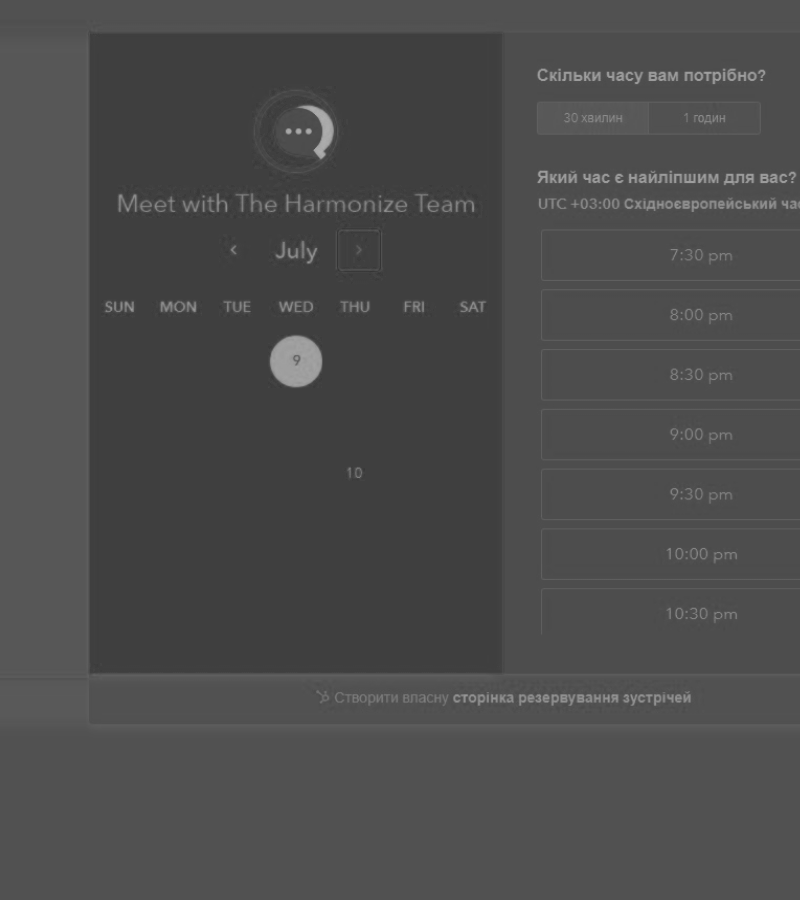 Meet with The Harmonize Team
July
SUN MON TUE WED THU FRI SAT
9
10
Скільки часу вам потрібно?
30 хвилин 1 годин
Який час є найліпшим для вас?
UTC +03:00 Східноєвропейський час
7:30 pm
8:00 pm
8:30 pm
9:00 pm
9:30 pm
10:00 pm
10:30 pm
Створити власну сторінка резервування зустрічей